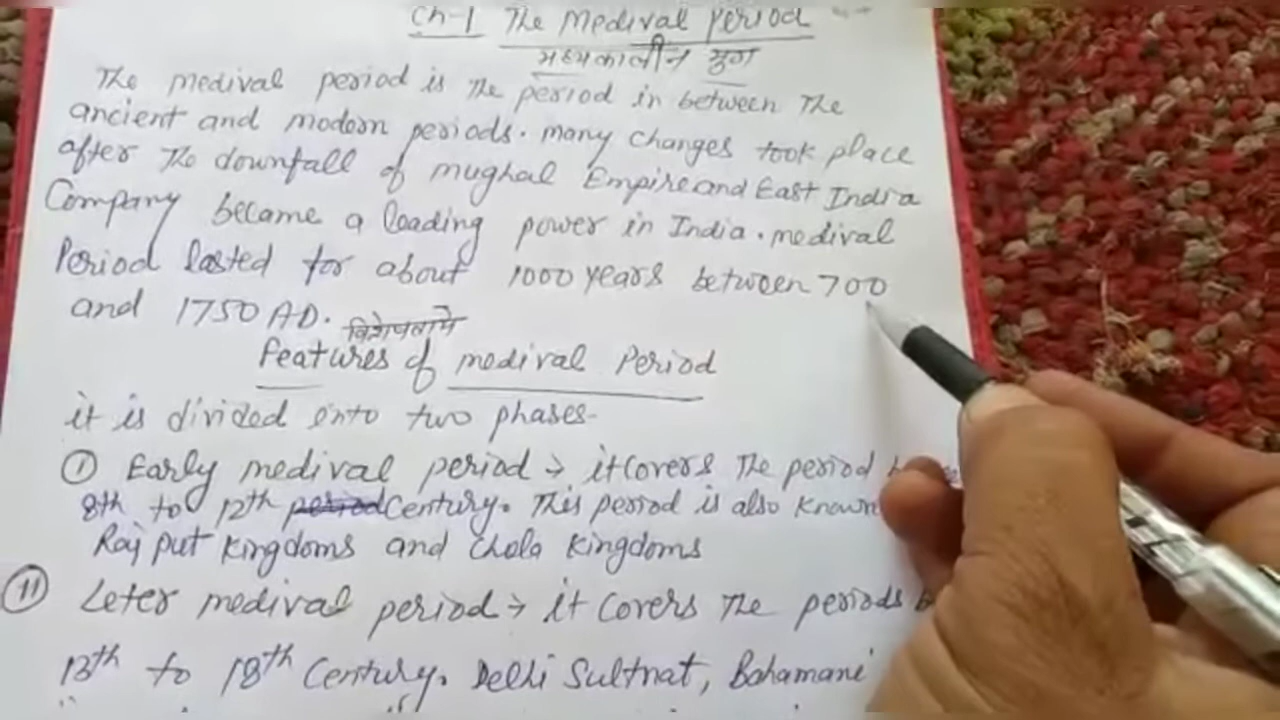 Ch-1 The Medival Period
मध्यकालीन युग
The medival period is The period in between The
ancient and modorn periods. many changes took place
after The downfall of mughal Empire and East India
Company became a leading power in India. medival
Period lasted for about 1000 years between 700
and 1750 AD.
विशेषताये
Features of medival Period
it is divided into two phases-
① Early medival period → it Covers The period
8th to 12th Century. This period is also Known
Rajput Kingdoms and Chola Kingdoms
⑪ Leter medival period → it Covers The periods
13th to 18th Century. Delhi Sultnat, Bahamani